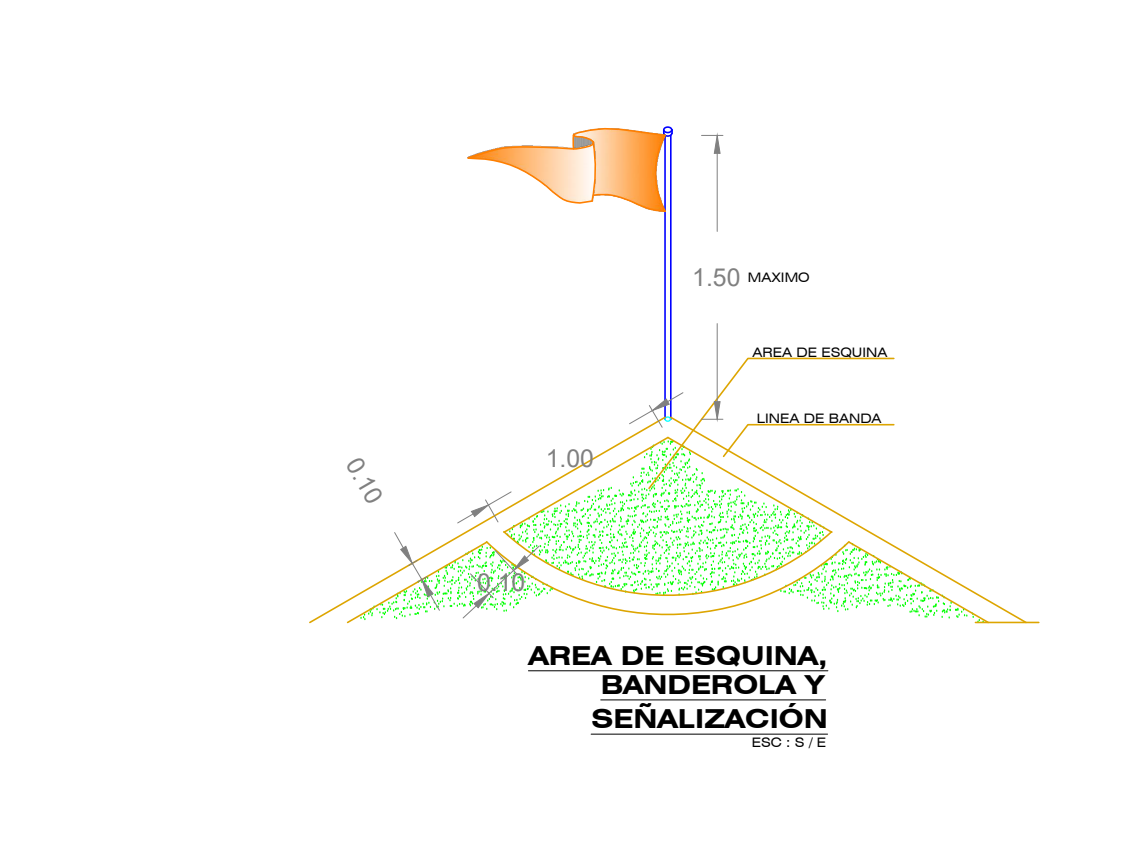 1.50 MAXIMO
AREA DE ESQUINA
LINEA DE BANDA
1.00
0.10
0.10
AREA DE ESQUINA,
BANDEROLA Y
SEÑALIZACIÓN
ESC : S / E